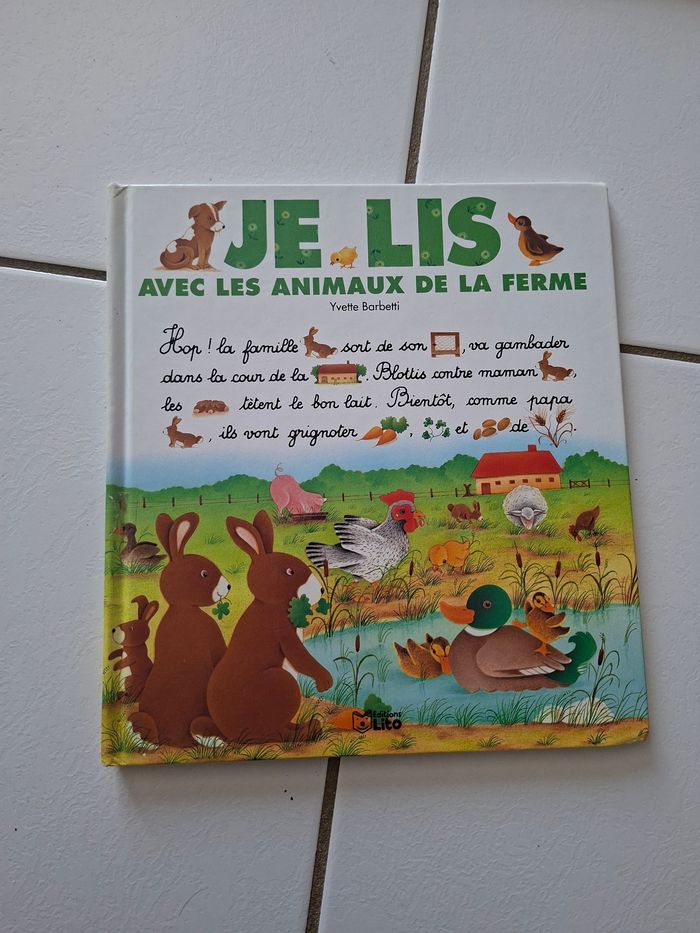 JE LIS
AVEC LES ANIMAUX DE LA FERME
Yvette Barbetti
Hop ! la famille sort de son , va gambader
dans la cour de la . Blottis contre maman ,
les tètent le bon lait. Bientôt, comme papa
, ils vont grignoter , et de .
Editions
Lito